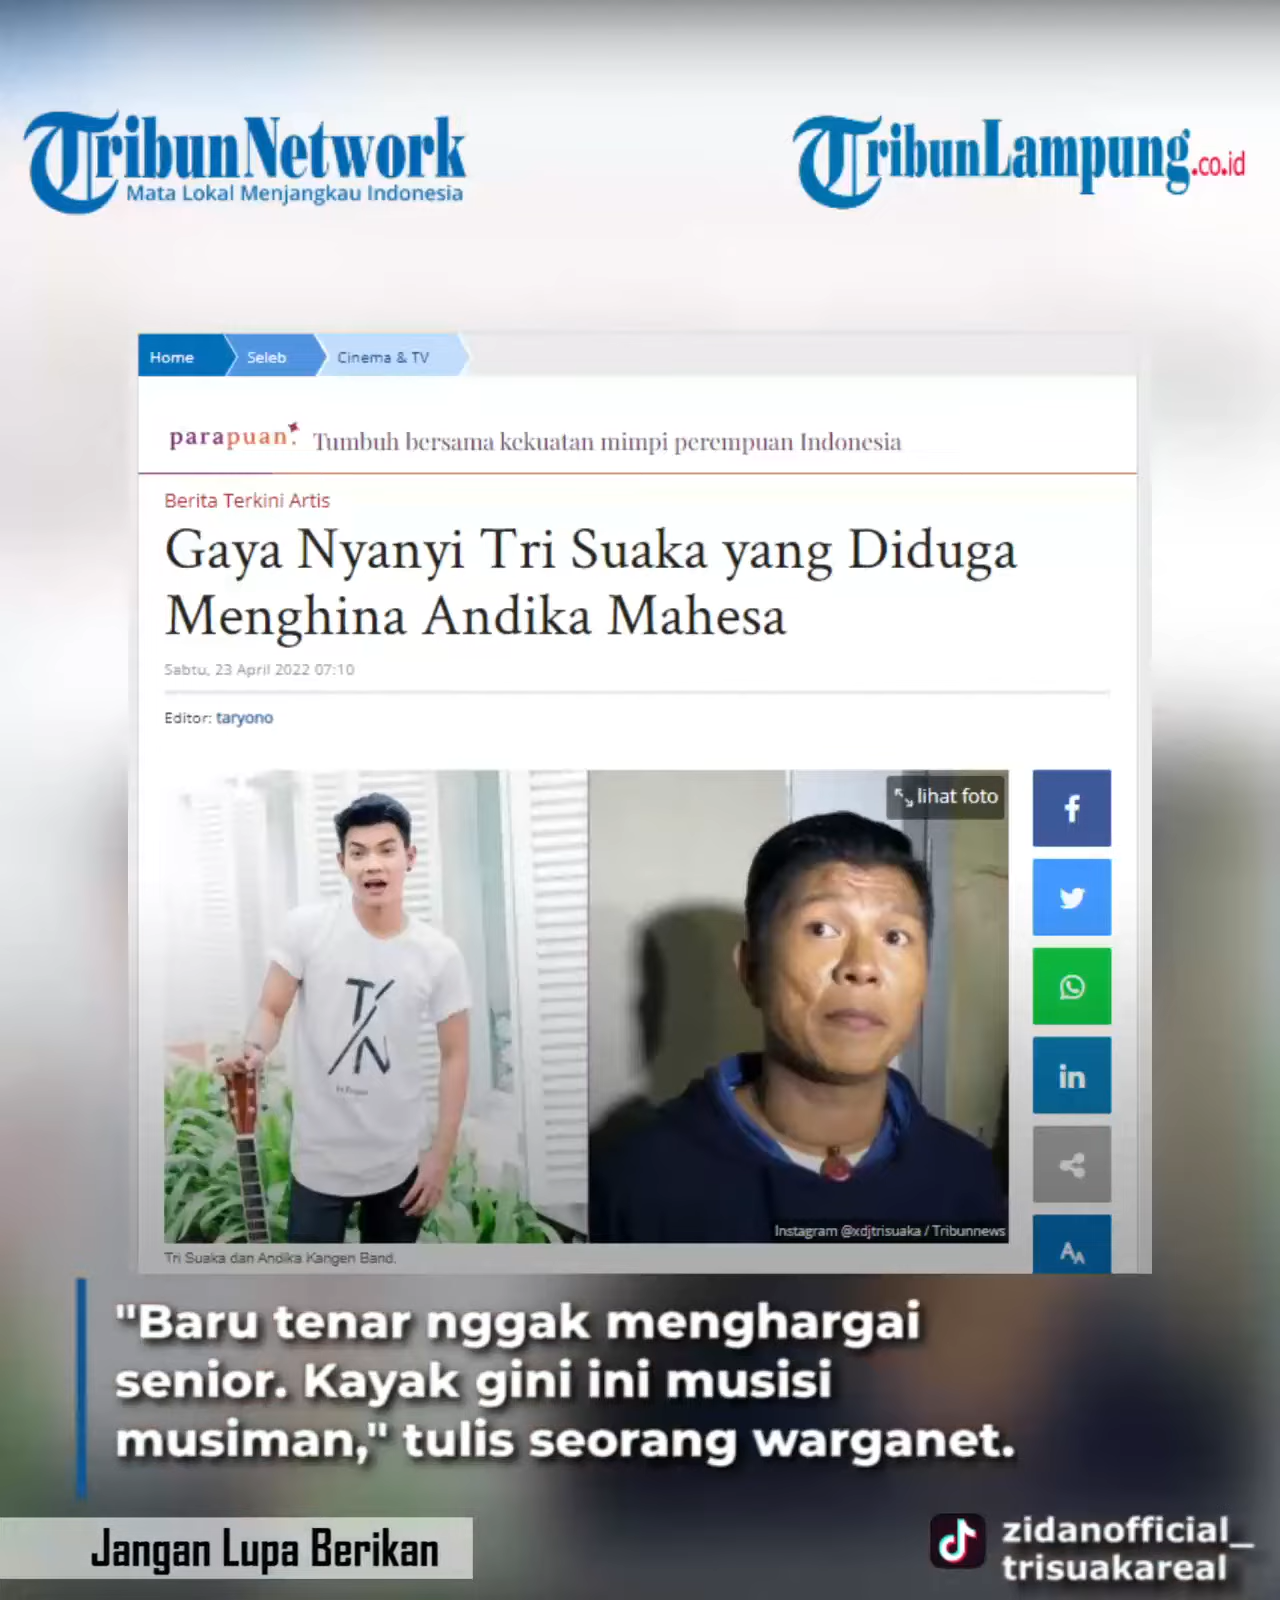 TribunNetwork
Mata Lokal Menjangkau Indonesia
TribunLampung.co.id
Home
Seleb
Cinema & TV
parapuan. Tumbuh bersama kekuatan mimpi perempuan Indonesia
Berita Terkini Artis
Gaya Nyanyi Tri Suaka yang Diduga
Menghina Andika Mahesa
Sabtu, 23 April 2022 07:10
Editor: taryono
lihat foto
T/N
Instagram @xdjtrisuaka / Tribunnews
Tri Suaka dan Andika Kangen Band.
"Baru tenar nggak menghargai
senior. Kayak gini ini musisi
musiman," tulis seorang warganet.
Jangan Lupa Berikan
zidanofficial_
trisuakareal